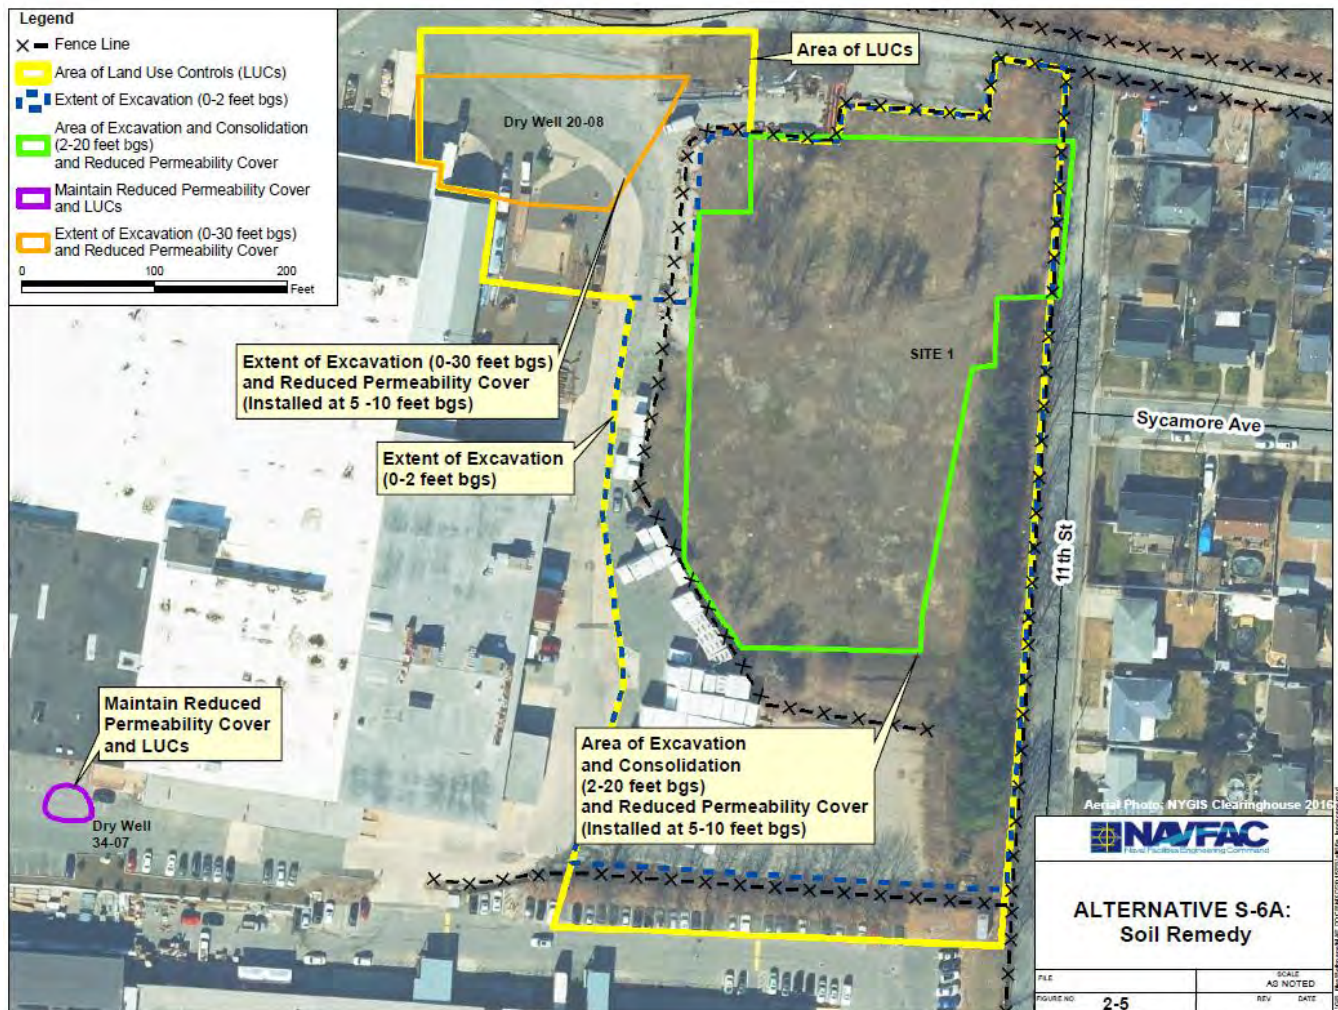 Legend
Fence Line
Area of Land Use Controls (LUCs)
Extent of Excavation (0-2 feet bgs)
Area of Excavation and Consolidation
(2-20 feet bgs)
and Reduced Permeability Cover
Maintain Reduced Permeability Cover
and LUCs
Extent of Excavation (0-30 feet bgs)
and Reduced Permeability Cover
0 100 200
Feet
Area of LUCs
Dry Well 20-08
Extent of Excavation (0-30 feet bgs)
and Reduced Permeability Cover
(Installed at 5 -10 feet bgs)
SITE 1
Sycamore Ave
Extent of Excavation
(0-2 feet bgs)
11th St
Maintain Reduced
Permeability Cover
and LUCs
Area of Excavation
and Consolidation
(2-20 feet bgs)
and Reduced Permeability Cover
(Installed at 5-10 feet bgs)
Dry Well
34-07
Aerial Photo: NYGIS Clearinghouse 2016
NAVFAC
Naval Facilities Engineering Command
ALTERNATIVE S-6A:
Soil Remedy
FILE
SCALE
AS NOTED
FIGURE NO.
2-5
REV DATE